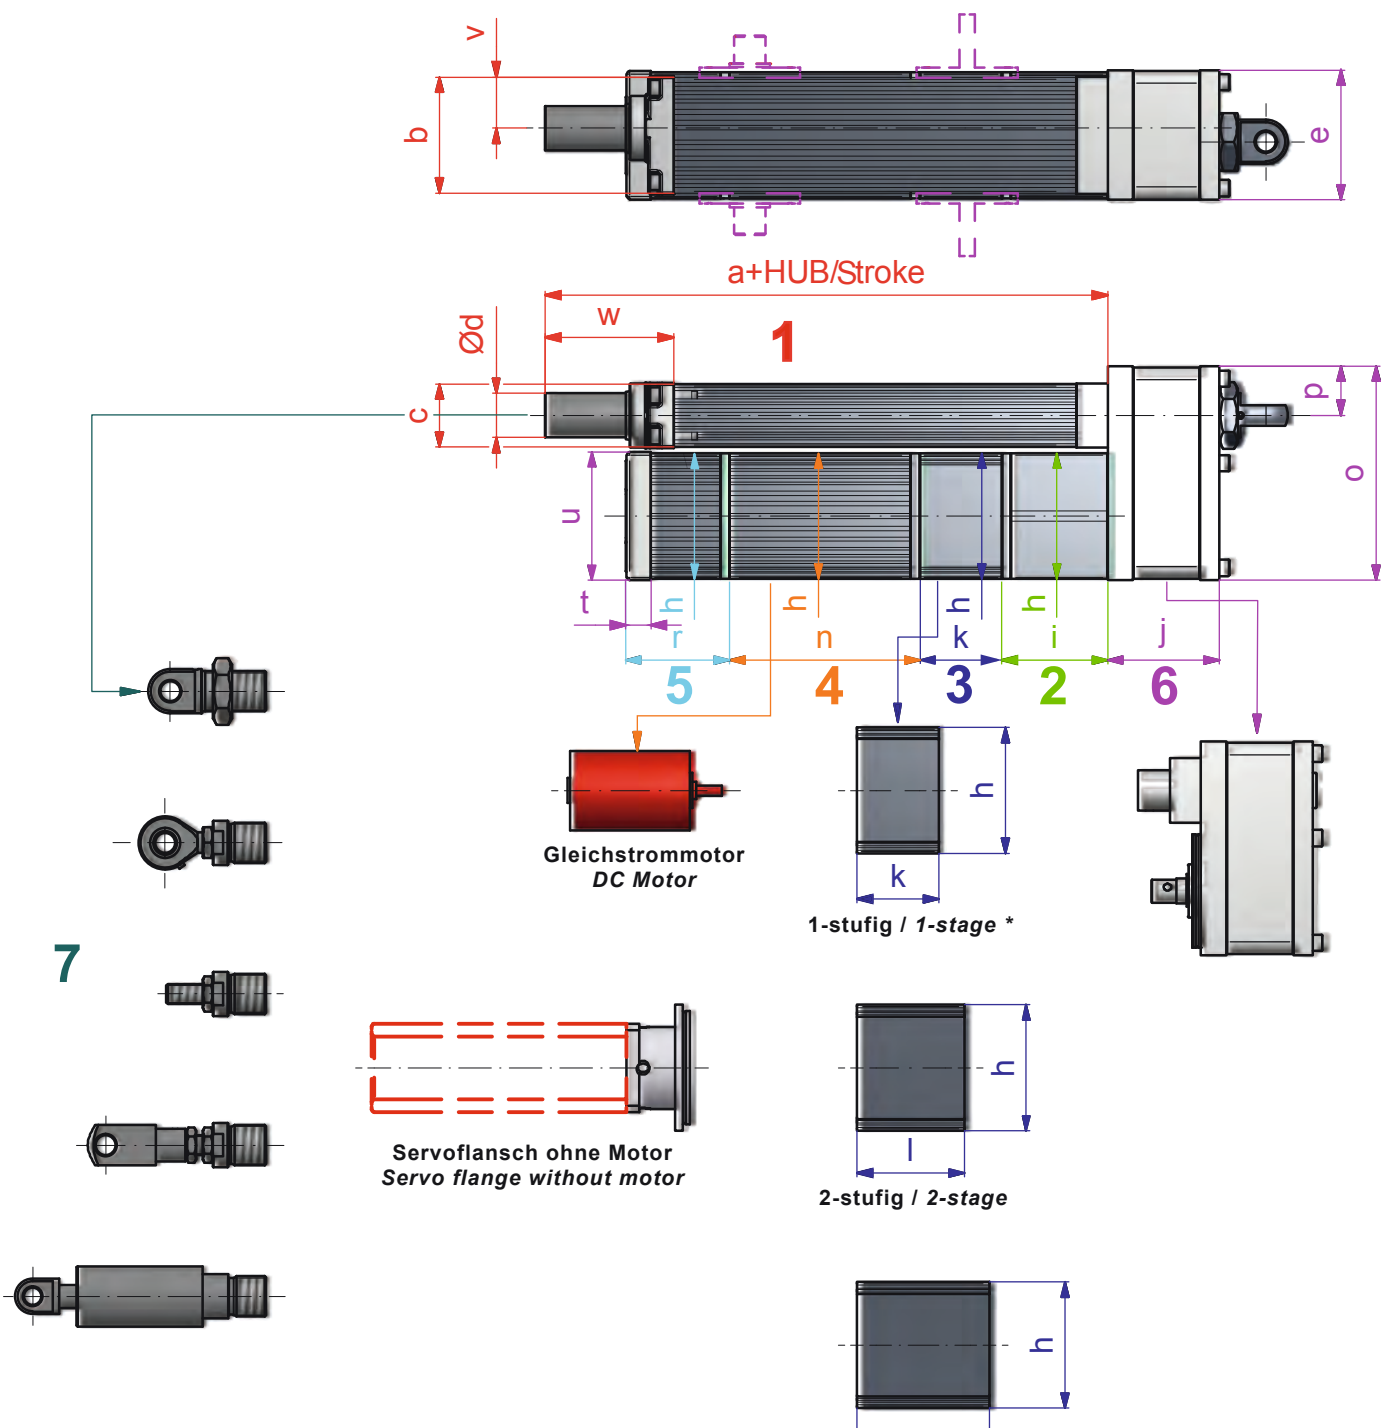 v
b
e
a+HUB/Stroke
w
1
Ød
c
p
o
u
t
h
h
h
h
r
n
k
i
j
5
4
3
2
6
h
Gleichstrommotor
DC Motor
k
1-stufig / 1-stage *
7
h
Servoflansch ohne Motor
Servo flange without motor
l
2-stufig / 2-stage
h